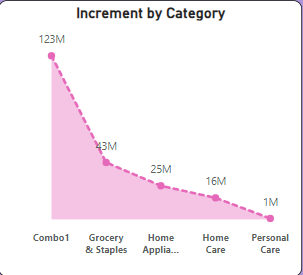 Increment by Category
123M
43M
25M
16M
1M
Combo1 Grocery Home Home Personal
& Staples Applia... Care Care